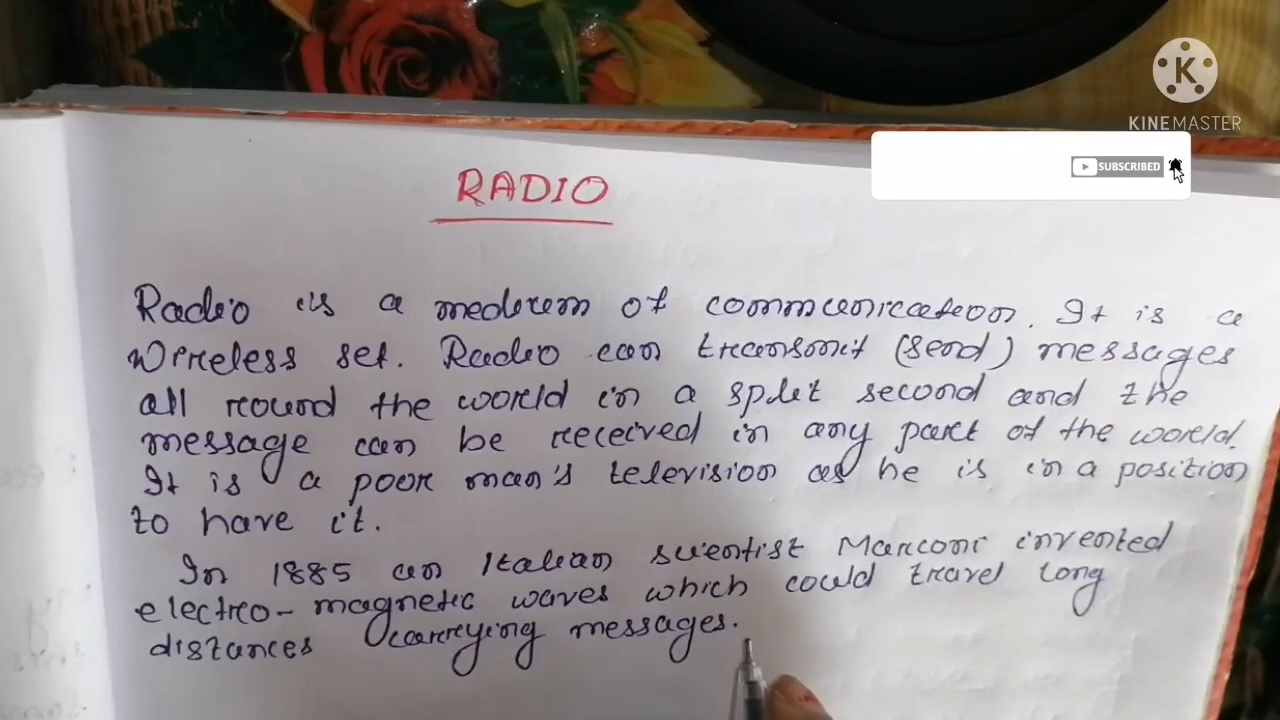 KINEMASTER
SUBSCRIBED
RADIO
Radio is a medium of communication. It is a
Wireless set. Radio can transmit (send) messages
all round the world in a split second and the
message can be received in any part of the world.
It is a poor man's television as he is in a position
to have it.
In 1885 an Italian scientist Marconi invented
electro-magnetic waves which could travel long
distances carrying messages.